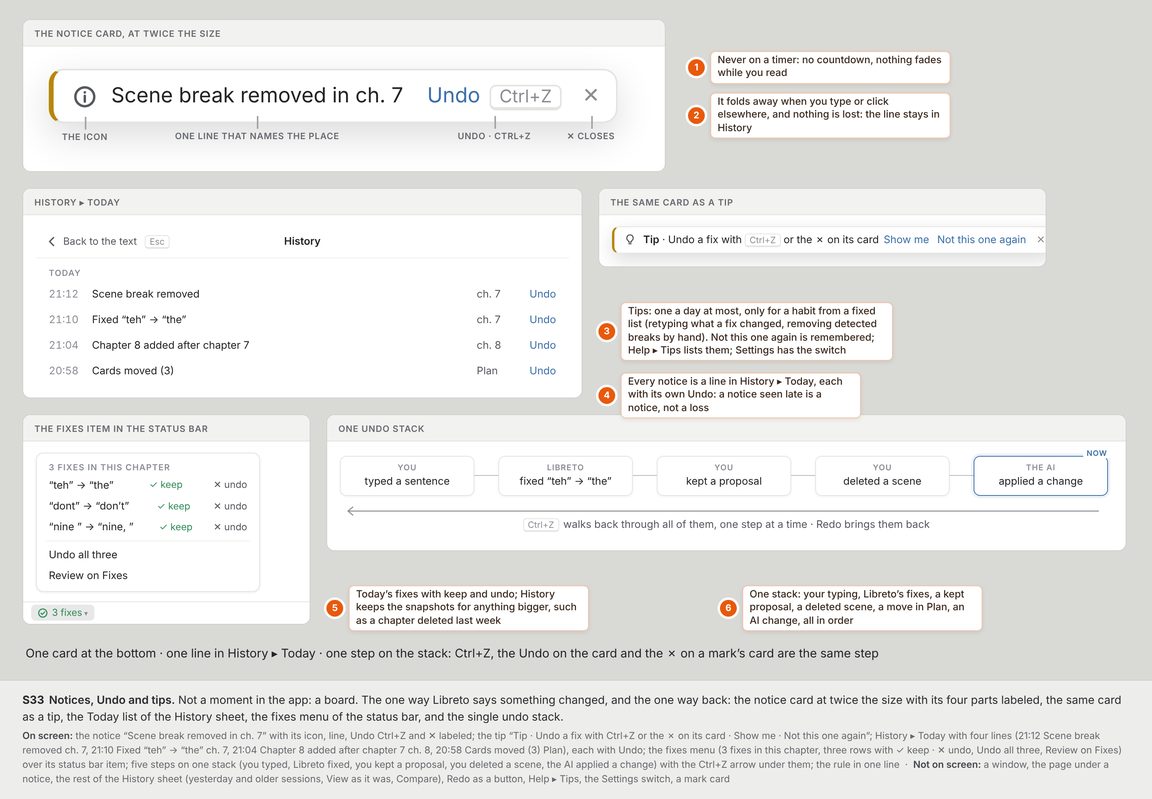 THE NOTICE CARD, AT TWICE THE SIZE
Scene break removed in ch. 7 Undo Ctrl+Z ×
THE ICON ONE LINE THAT NAMES THE PLACE UNDO · CTRL+Z × CLOSES
1 Never on a timer: no countdown, nothing fades
while you read
2 It folds away when you type or click
elsewhere, and nothing is lost: the line stays in
History
HISTORY ▸ TODAY
Back to the text Esc History
TODAY
21:12 Scene break removed ch. 7 Undo
21:10 Fixed “teh” → “the” ch. 7 Undo
21:04 Chapter 8 added after chapter 7 ch. 8 Undo
20:58 Cards moved (3) Plan Undo
THE SAME CARD AS A TIP
Tip · Undo a fix with Ctrl+Z or the × on its card Show me Not this one again ×
3 Tips: one a day at most, only for a habit from a fixed
list (retyping what a fix changed, removing detected
breaks by hand). Not this one again is remembered;
Help ▸ Tips lists them; Settings has the switch
4 Every notice is a line in History ▸ Today, each
with its own Undo: a notice seen late is a
notice, not a loss
THE FIXES ITEM IN THE STATUS BAR
3 FIXES IN THIS CHAPTER
“teh” → “the” ✓ keep × undo
“dont” → “don’t” ✓ keep × undo
“nine ” → “nine, ” ✓ keep × undo
Undo all three
Review on Fixes
3 fixes ▾
ONE UNDO STACK
NOW
YOU LIBRETO YOU YOU THE AI
typed a sentence fixed “teh” → “the” kept a proposal deleted a scene applied a change
Ctrl+Z walks back through all of them, one step at a time · Redo brings them back
5 Today’s fixes with keep and undo; History
keeps the snapshots for anything bigger, such
as a chapter deleted last week
6 One stack: your typing, Libreto’s fixes, a kept
proposal, a deleted scene, a move in Plan, an
AI change, all in order
One card at the bottom · one line in History ▸ Today · one step on the stack: Ctrl+Z, the Undo on the card and the × on a mark’s card are the same step
S33 Notices, Undo and tips. Not a moment in the app: a board. The one way Libreto says something changed, and the one way back: the notice card at twice the size with its four parts labeled, the same card
as a tip, the Today list of the History sheet, the fixes menu of the status bar, and the single undo stack.
On screen: the notice “Scene break removed in ch. 7” with its icon, line, Undo Ctrl+Z and × labeled; the tip “Tip · Undo a fix with Ctrl+Z or the × on its card · Show me · Not this one again”; History ▸ Today with four lines (21:12 Scene break
removed ch. 7, 21:10 Fixed “teh” → “the” ch. 7, 21:04 Chapter 8 added after chapter 7 ch. 8, 20:58 Cards moved (3) Plan), each with Undo; the fixes menu (3 fixes in this chapter, three rows with ✓ keep · × undo, Undo all three, Review on Fixes)
over its status bar item; five steps on one stack (you typed, Libreto fixed, you kept a proposal, you deleted a scene, the AI applied a change) with the Ctrl+Z arrow under them; the rule in one line · Not on screen: a window, the page under a
notice, the rest of the History sheet (yesterday and older sessions, View as it was, Compare), Redo as a button, Help ▸ Tips, the Settings switch, a mark card